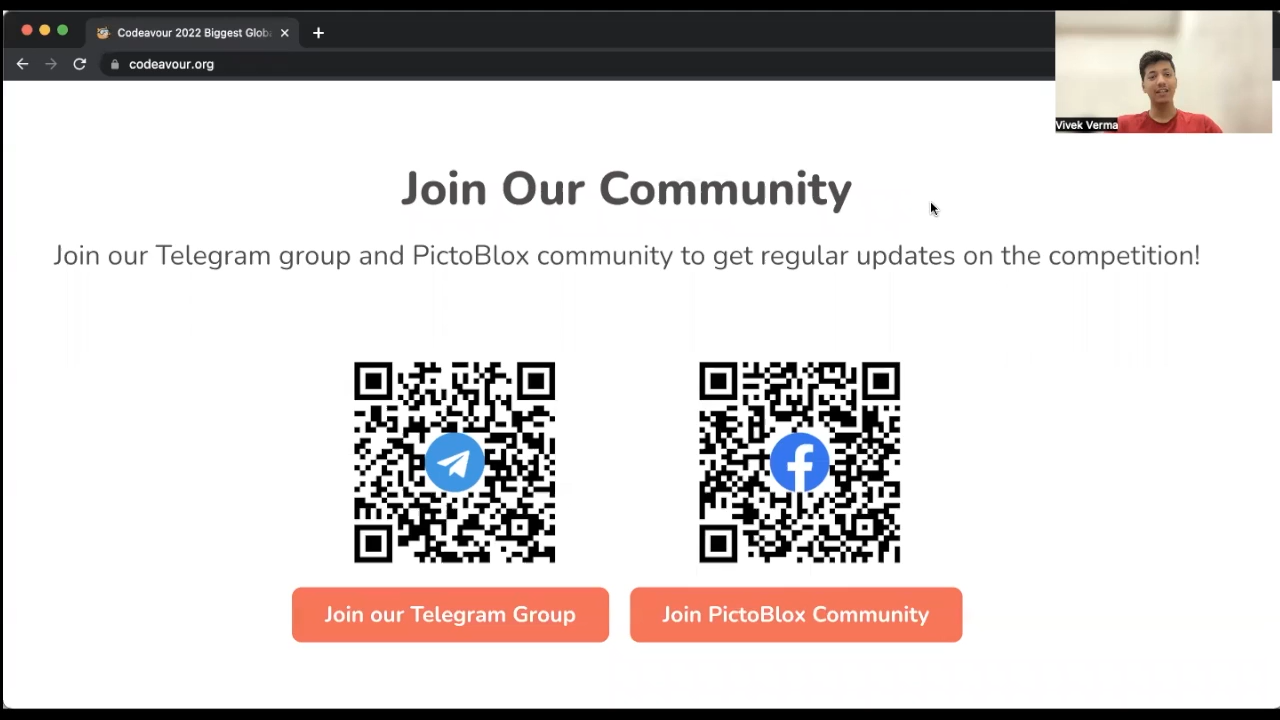 Codeavour 2022 Biggest Globa
codeavour.org
Vivek Verma
Join Our Community
Join our Telegram group and PictoBlox community to get regular updates on the competition!
Join our Telegram Group
Join PictoBlox Community